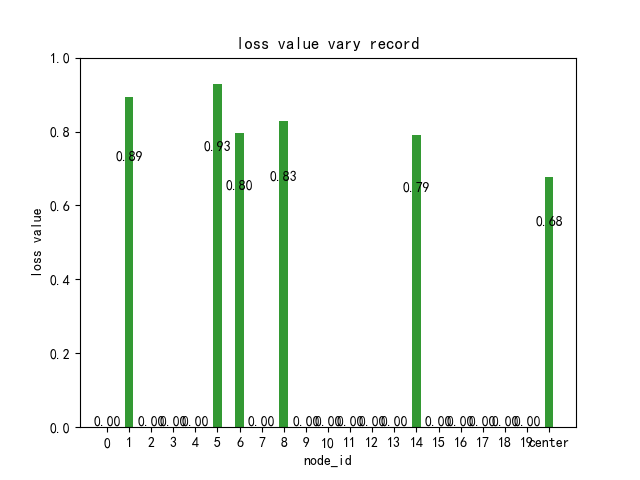 loss value vary record
1.0
0.8
0.6
0.4
0.2
0.0
loss value
0.00 0.89 0.00 0.00 0.00 0.93 0.80 0.00 0.83 0.00 0.00 0.00 0.00 0.00 0.79 0.00 0.00 0.00 0.00 0.00 0.68
0 1 2 3 4 5 6 7 8 9 10 11 12 13 14 15 16 17 18 19 center
node_id